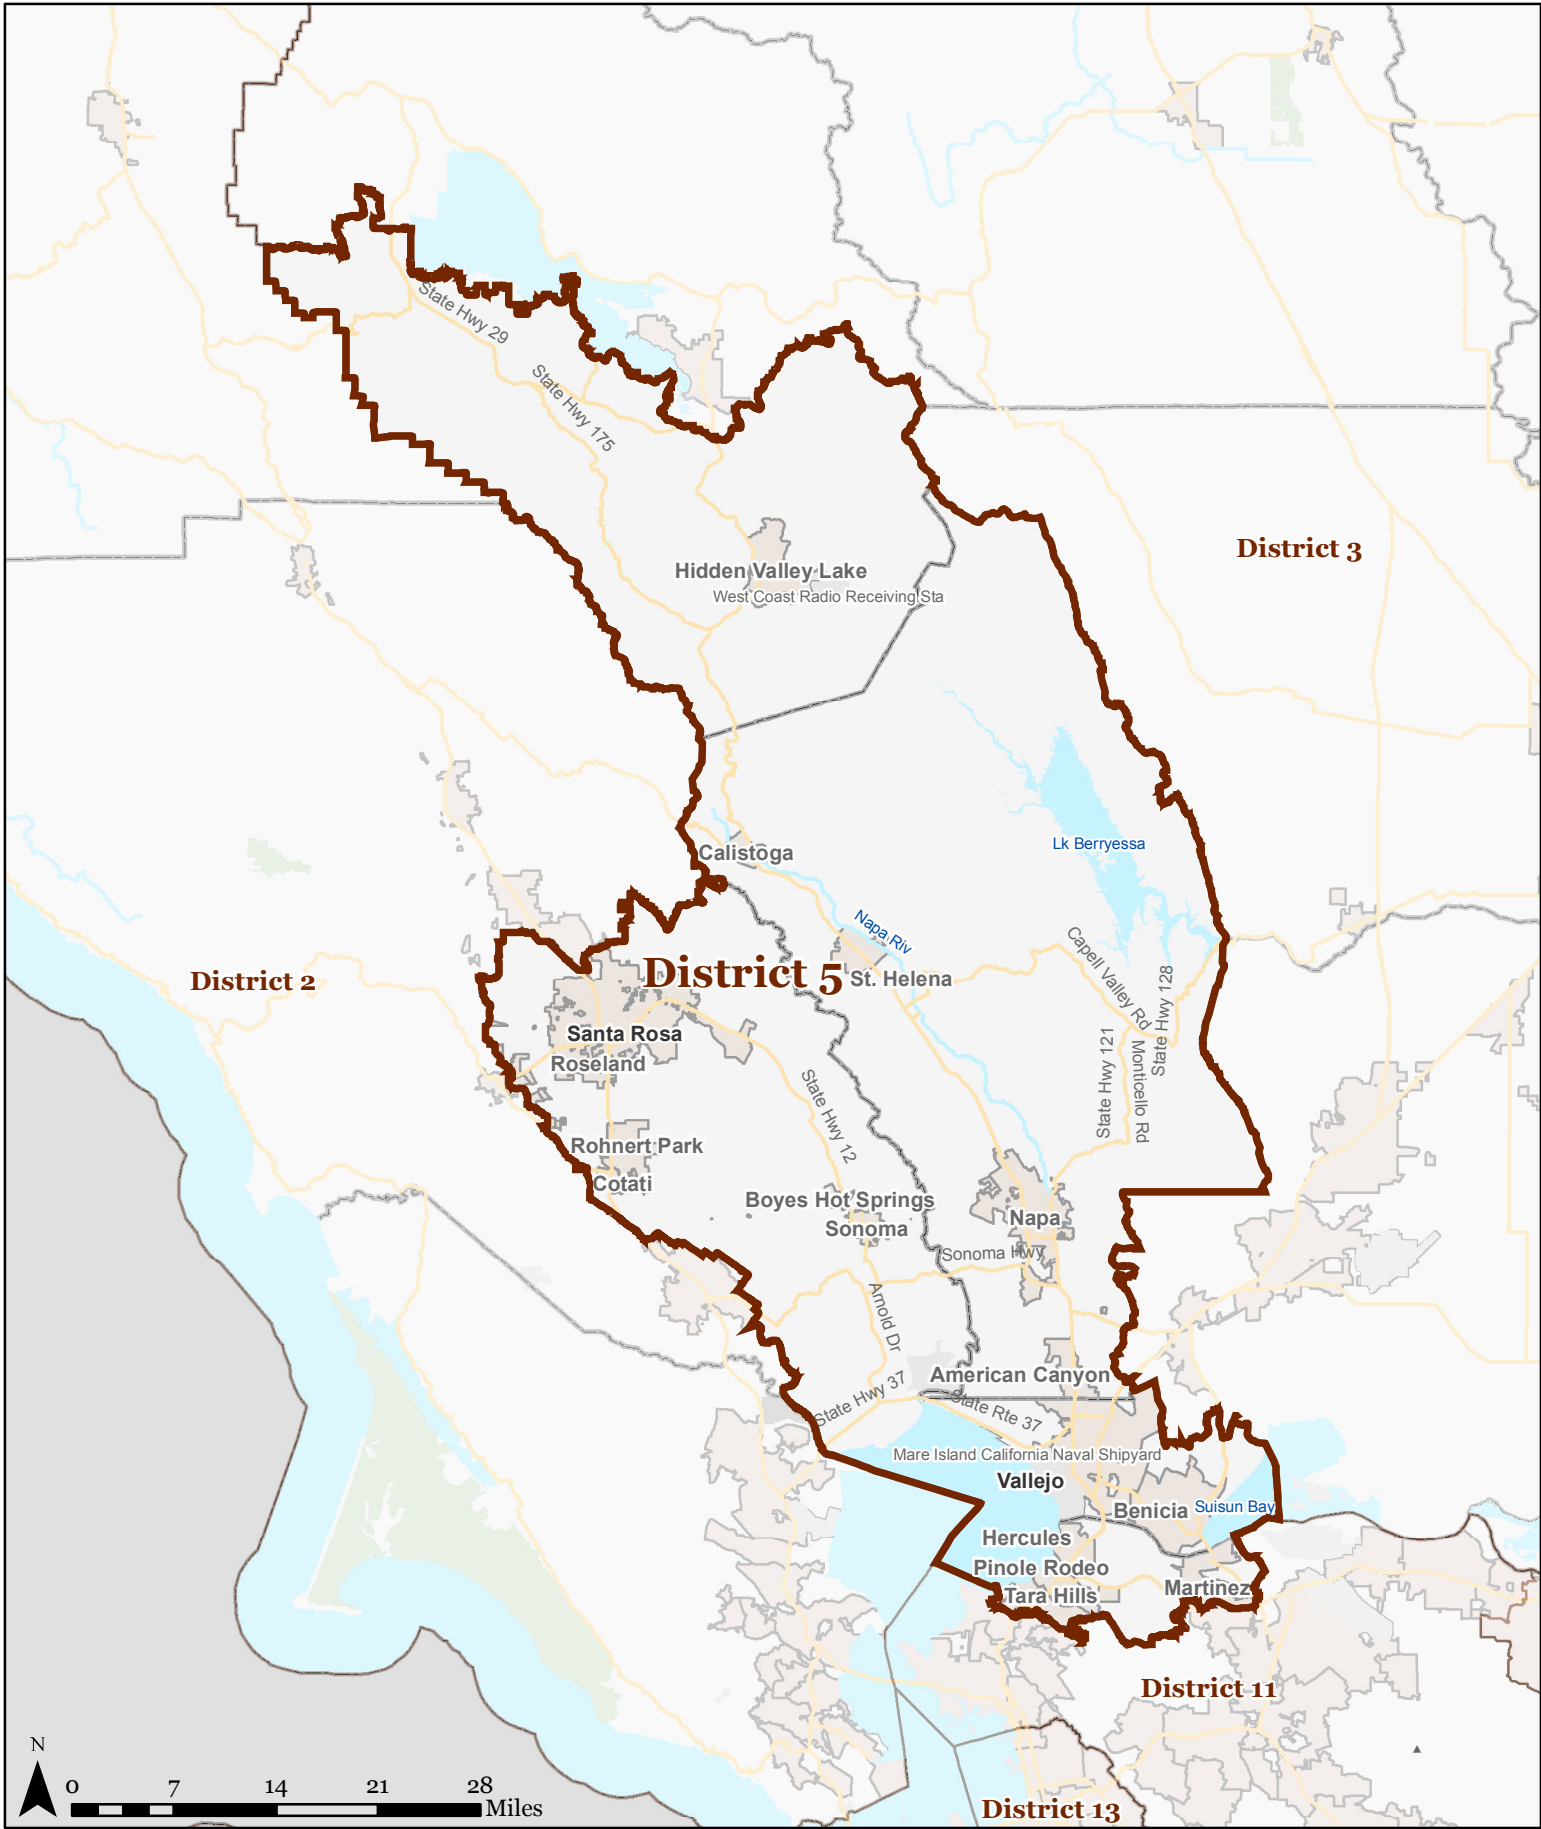 State Hwy 29
State Hwy 175
District 3
Hidden Valley Lake
West Coast Radio Receiving Sta
Lk Berryessa
Calistoga
Napa Riv
Capell Valley Rd
District 2
District 5
St. Helena
State Hwy 128
Santa Rosa
Roseland
State Hwy 121
Monticello Rd
State Hwy 12
Rohnert Park
Cotati
Boyes Hot Springs
Sonoma
Napa
Sonoma Hwy
Arnold Dr
American Canyon
State Hwy 37
State Rte 37
Mare Island California Naval Shipyard
Vallejo
Benicia
Suisun Bay
Hercules
Pinole Rodeo
Tara Hills
Martinez
District 11
N
0 7 14 21 28
Miles
District 13